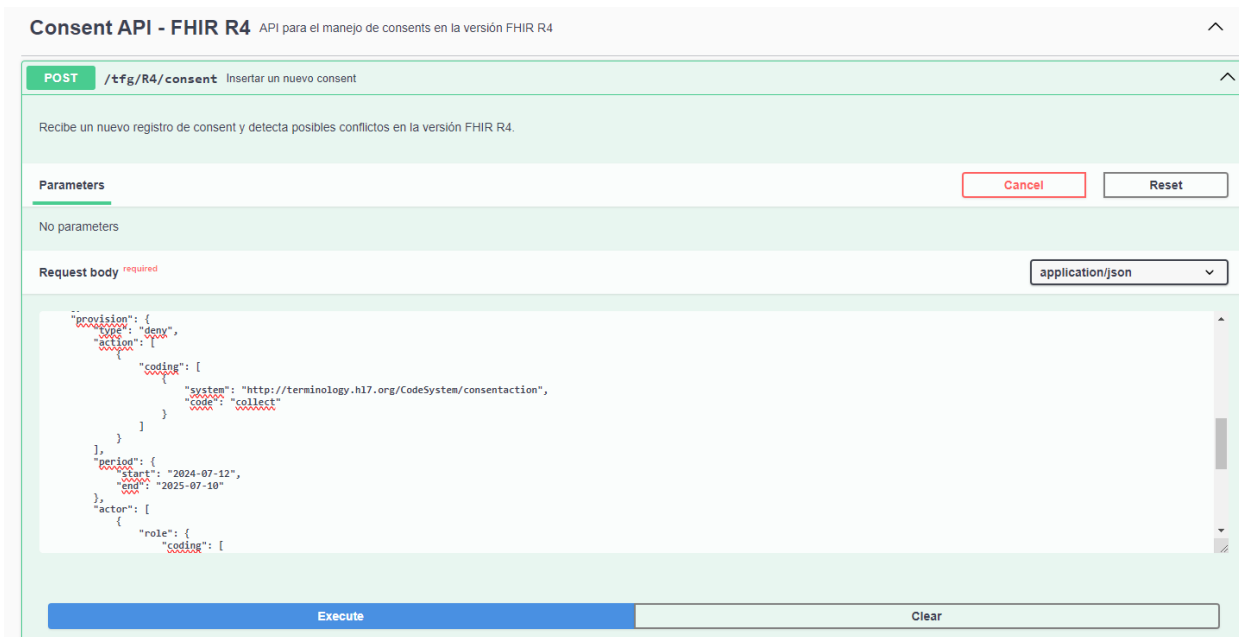 Consent API - FHIR R4 API para el manejo de consents en la versión FHIR R4
POST /tfg/R4/consent Insertar un nuevo consent
Recibe un nuevo registro de consent y detecta posibles conflictos en la versión FHIR R4.
Parameters Cancel Reset
No parameters
Request body required application/json
"provision": {
"type": "deny",
"action": [
{
"coding": [
{
"system": "http://terminology.hl7.org/CodeSystem/consentaction",
"code": "collect"
}
]
}
],
"period": {
"start": "2024-07-12",
"end": "2025-07-10"
},
"actor": [
{
"role": {
"coding": [
Execute Clear